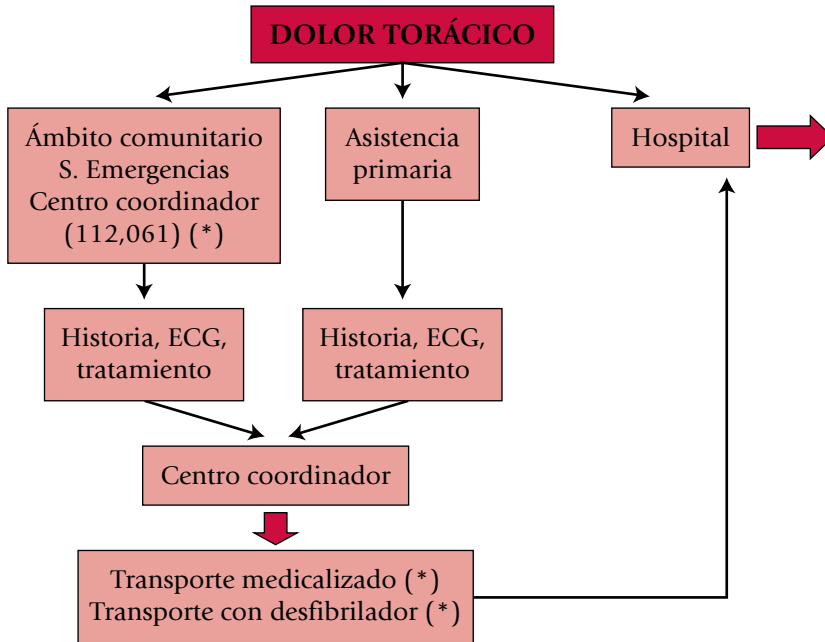 DOLOR TORÁCICO
Ámbito comunitario
S. Emergencias
Centro coordinador
(112,061) (*)
Asistencia
primaria
Hospital
Historia, ECG,
tratamiento
Historia, ECG,
tratamiento
Centro coordinador
Transporte medicalizado (*)
Transporte con desfibrilador (*)